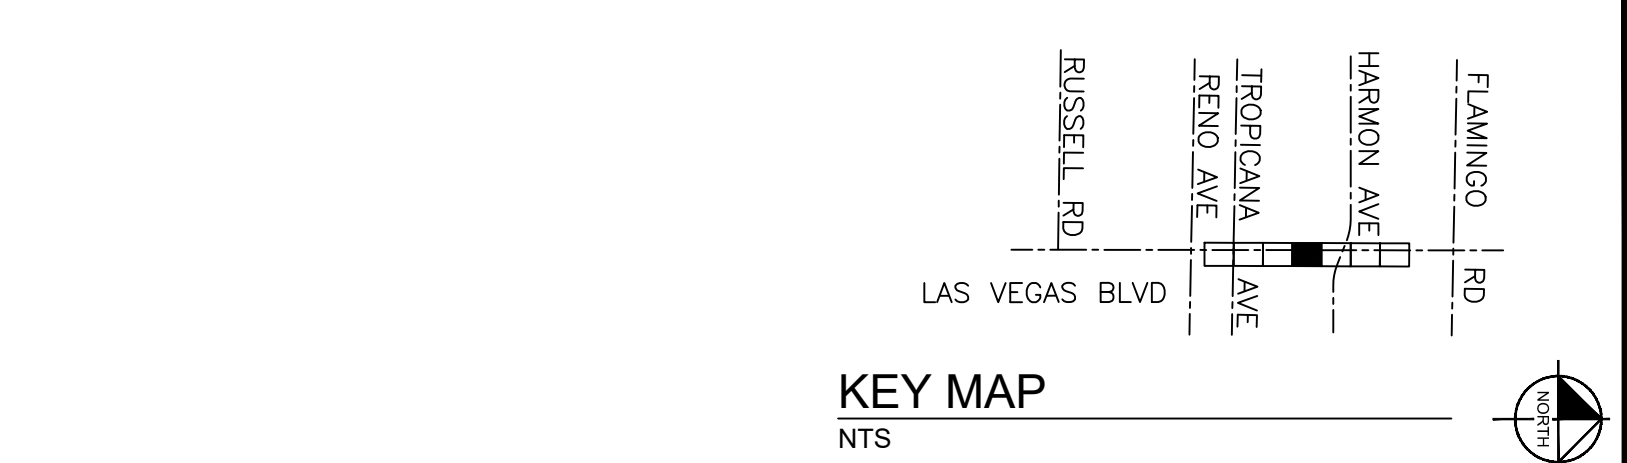 RUSSELL RD
RENO AVE
TROPICANA AVE
HARMON AVE
FLAMINGO RD
LAS VEGAS BLVD
KEY MAP
NTS
NORTH